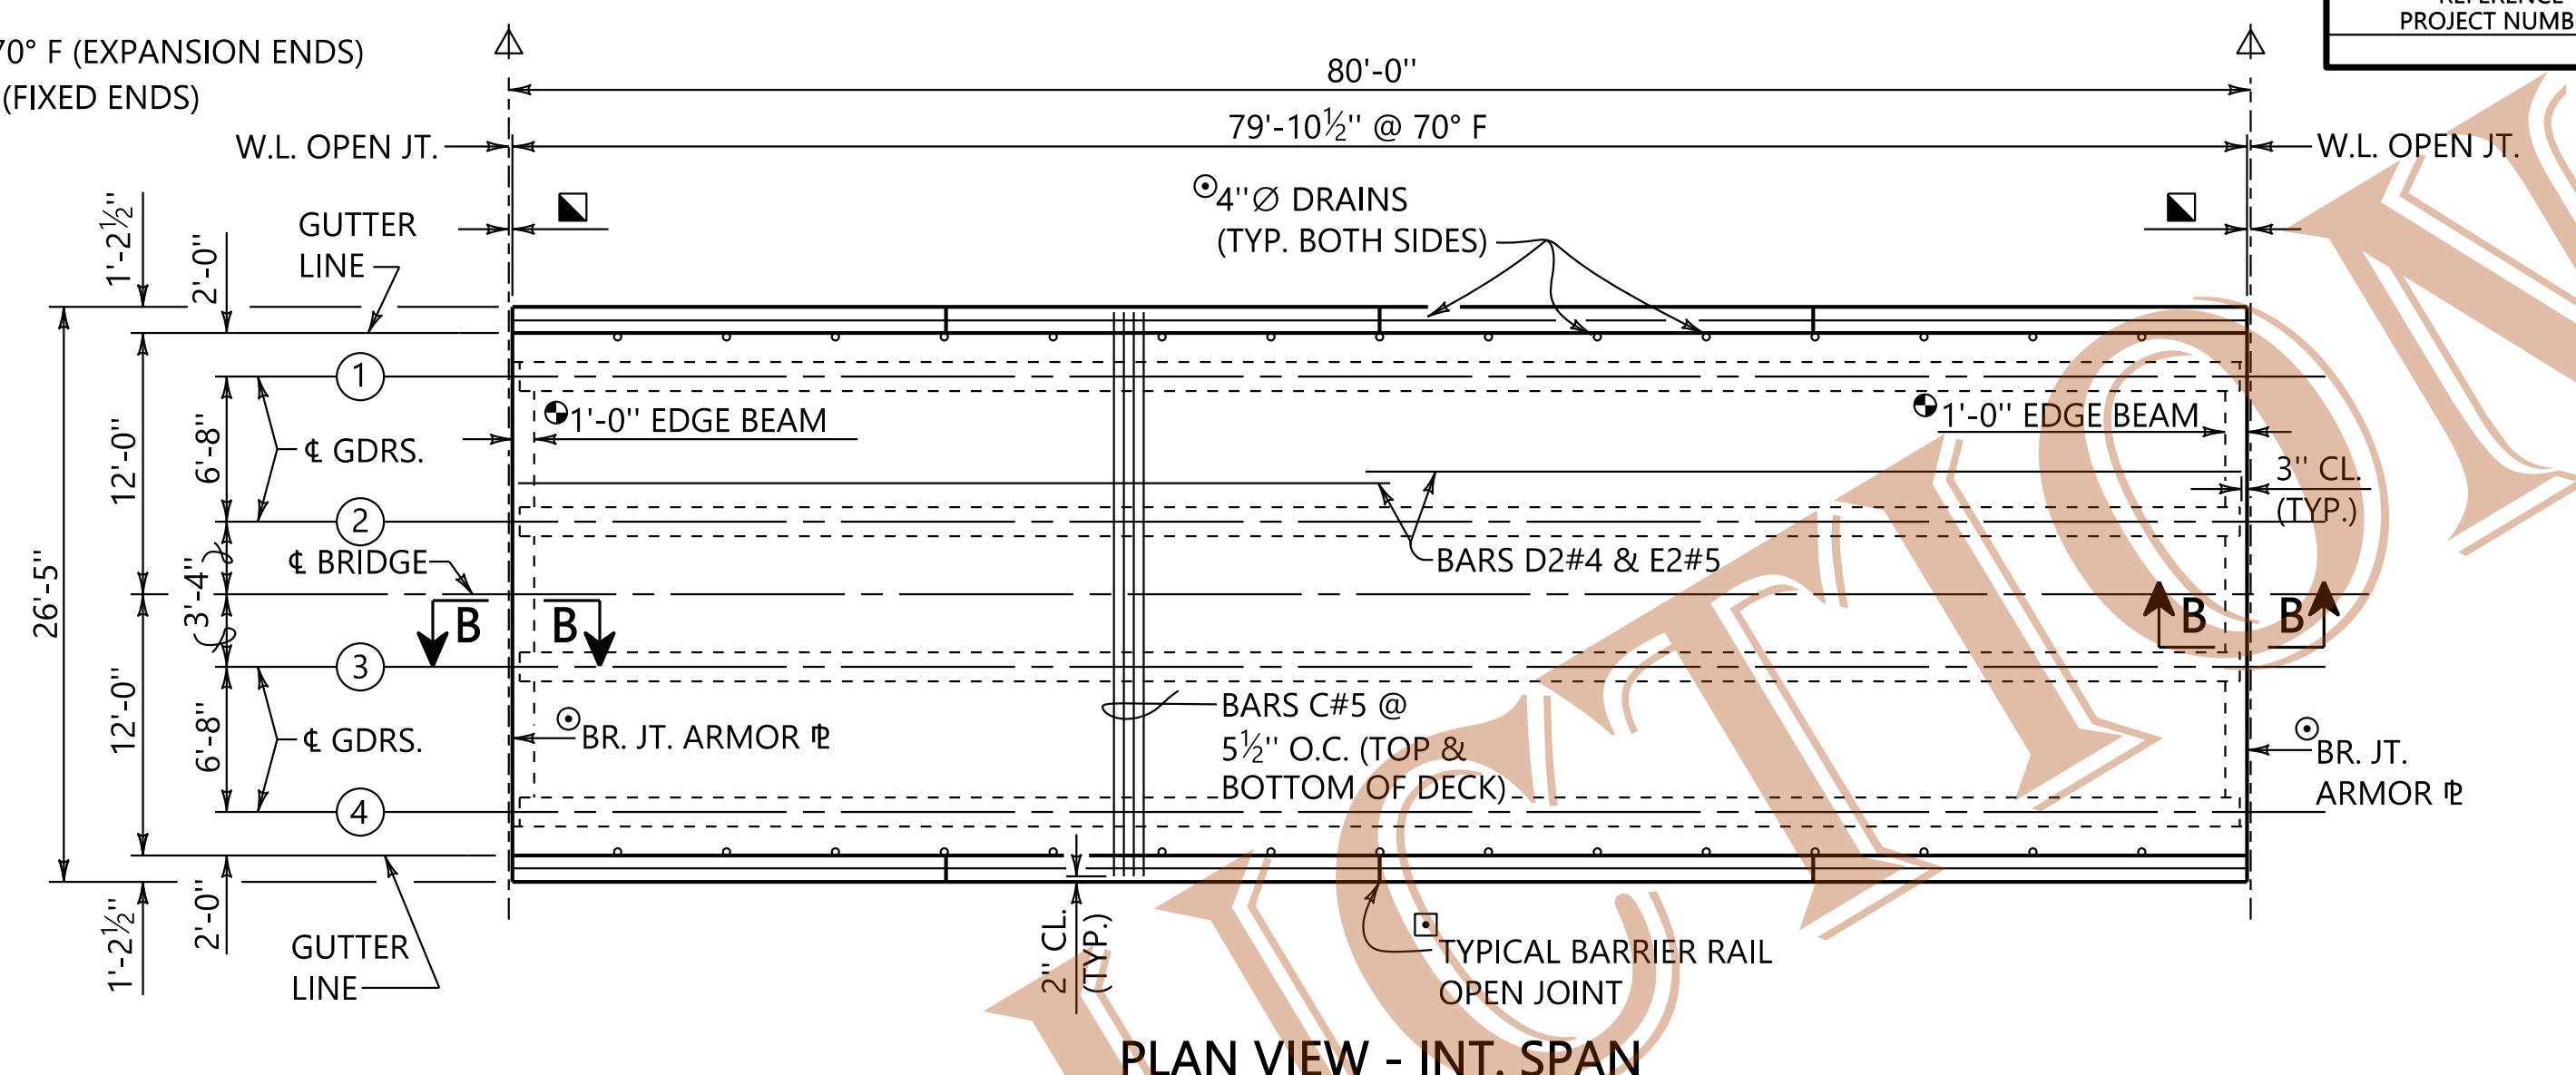 REFERENCE
PROJECT NUMB
70° F (EXPANSION ENDS)
(FIXED ENDS)
80'-0"
79'-10½" @ 70° F
W.L. OPEN JT.
W.L. OPEN JT.
4"Ø DRAINS
(TYP. BOTH SIDES)
1'-2½"
2'-0"
GUTTER
LINE
1
1'-0" EDGE BEAM
1'-0" EDGE BEAM
12'-0"
6'-8"
℄ GDRS.
3" CL.
(TYP.)
2
℄ BRIDGE
BARS D2#4 & E2#5
26'-5"
3'-4"
B
B
B
B
3
12'-0"
6'-8"
℄ GDRS.
BR. JT. ARMOR ⅊
BARS C#5 @
5½" O.C. (TOP &
BOTTOM OF DECK)
BR. JT.
ARMOR ⅊
4
1'-2½"
2'-0"
GUTTER
LINE
2" CL.
(TYP.)
TYPICAL BARRIER RAIL
OPEN JOINT
PLAN VIEW - INT. SPAN
UCTION